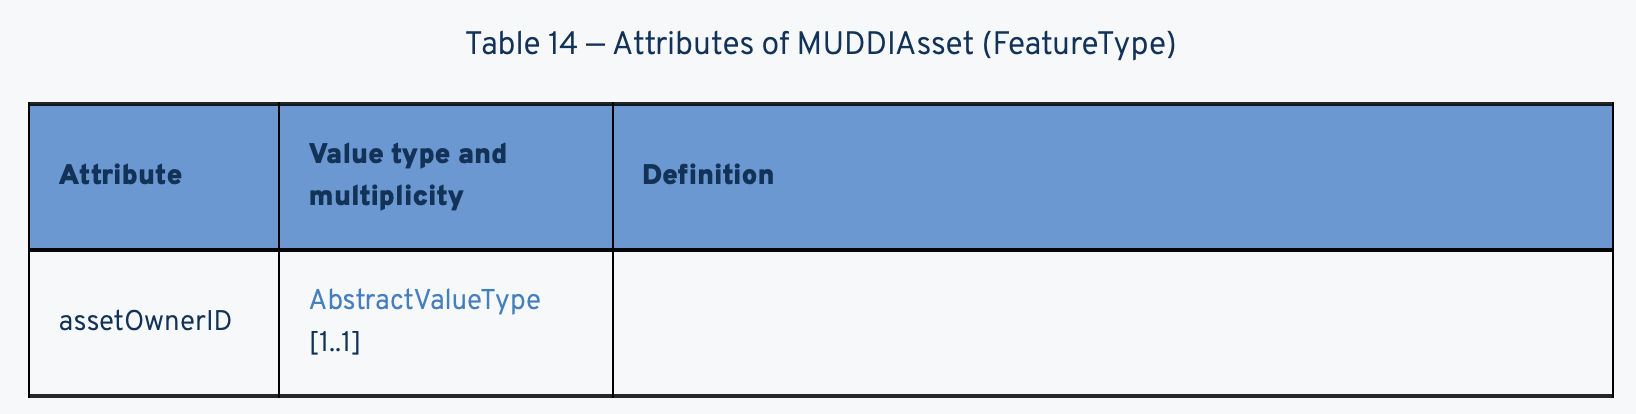 Table 14 — Attributes of MUDDIAsset (FeatureType)
Attribute
Value type and
multiplicity
Definition
assetOwnerID
AbstractValueType
[1..1]